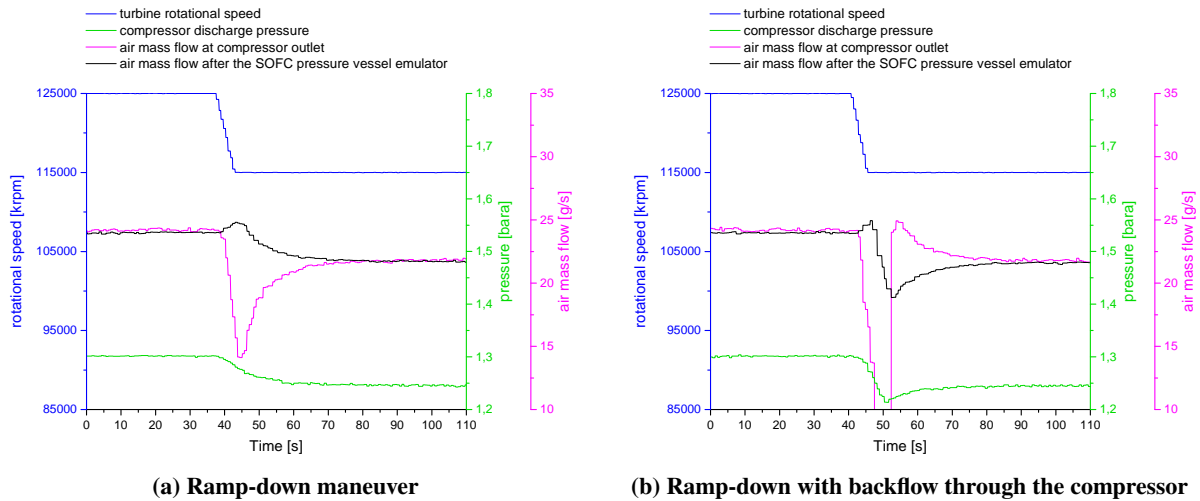 turbine rotational speed
compressor discharge pressure
air mass flow at compressor outlet
air mass flow after the SOFC pressure vessel emulator
125000
115000
105000
95000
85000
rotational speed [krpm]
0 10 20 30 40 50 60 70 80 90 100 110
Time [s]
1,8
1,7
1,6
1,5
1,4
1,3
1,2
pressure [bara]
35
30
25
20
15
10
air mass flow [g/s]
(a) Ramp-down maneuver
turbine rotational speed
compressor discharge pressure
air mass flow at compressor outlet
air mass flow after the SOFC pressure vessel emulator
125000
115000
105000
95000
85000
rotational speed [krpm]
0 10 20 30 40 50 60 70 80 90 100 110
Time [s]
1,8
1,7
1,6
1,5
1,4
1,3
1,2
pressure [bara]
35
30
25
20
15
10
air mass flow [g/s]
(b) Ramp-down with backflow through the compressor